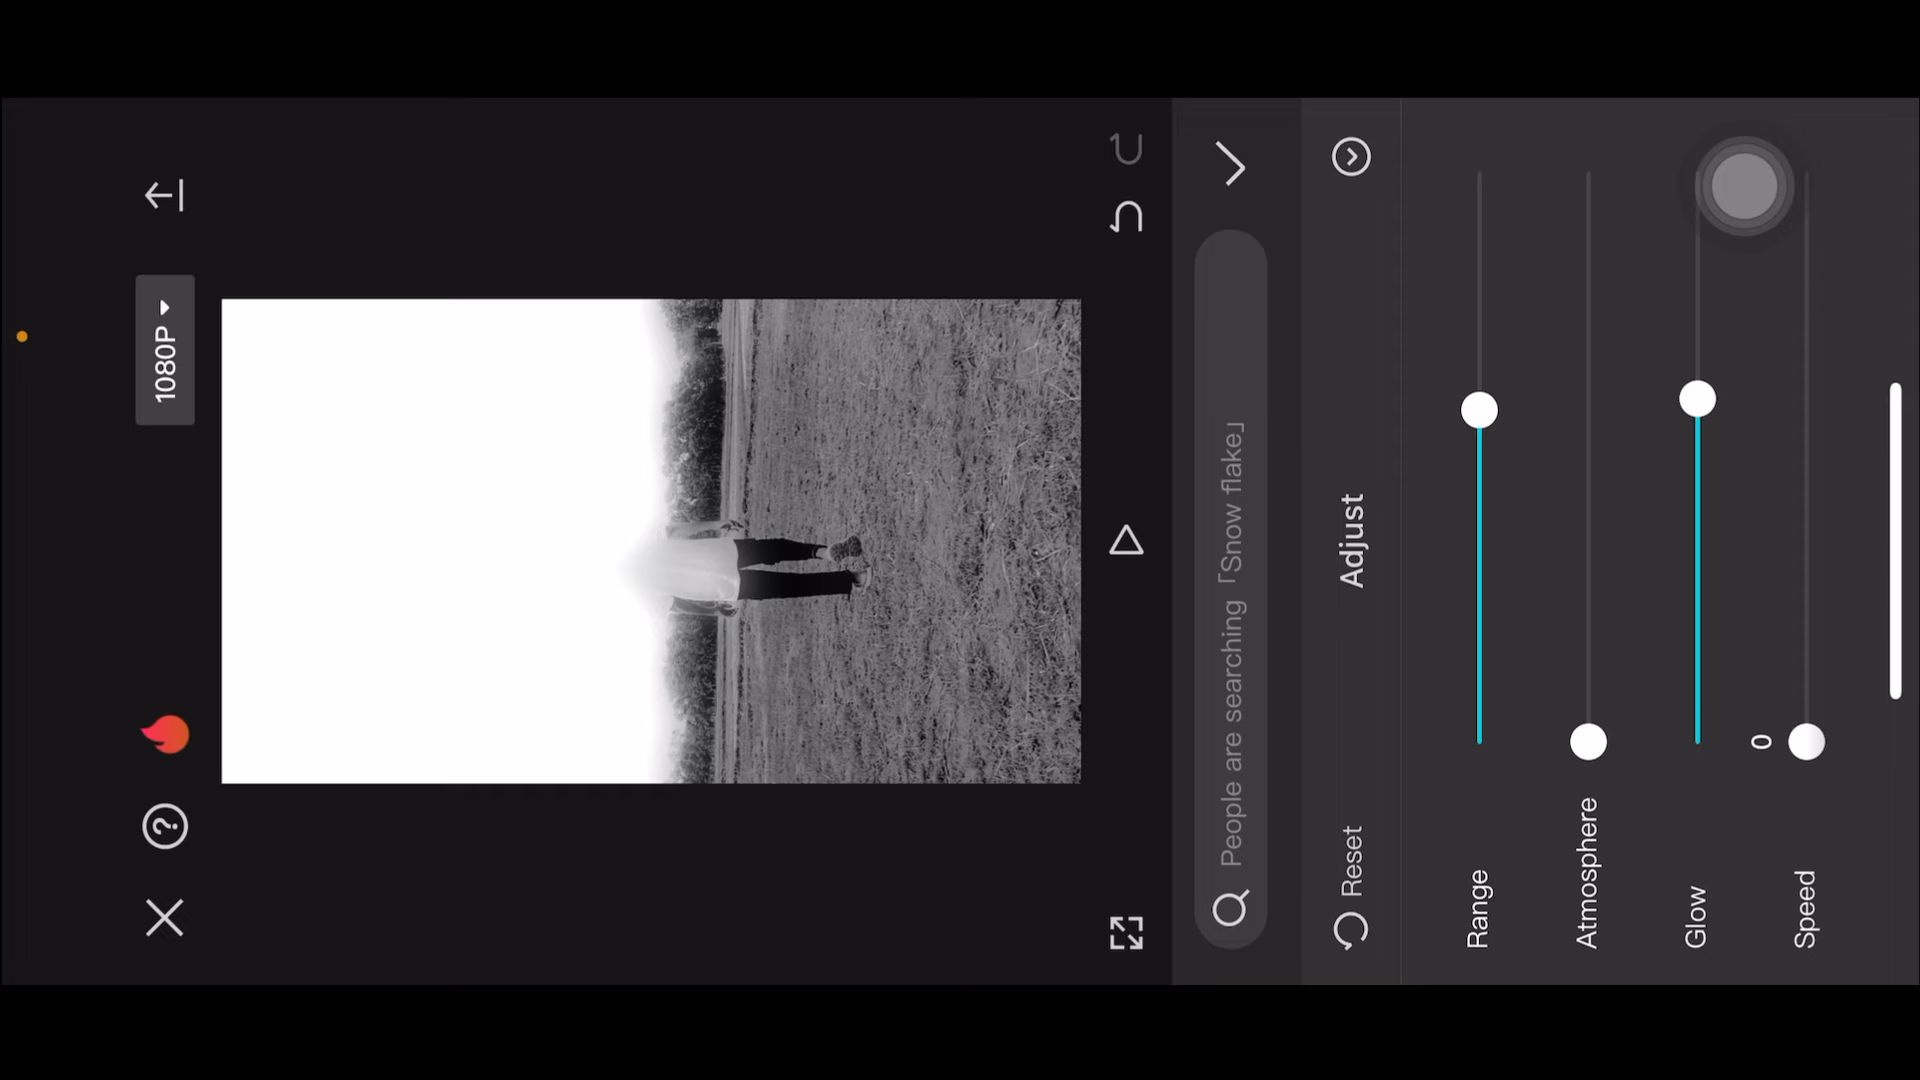 1080P
People are searching「Snow flake」
Reset
Adjust
Range
Atmosphere
Glow
0
Speed